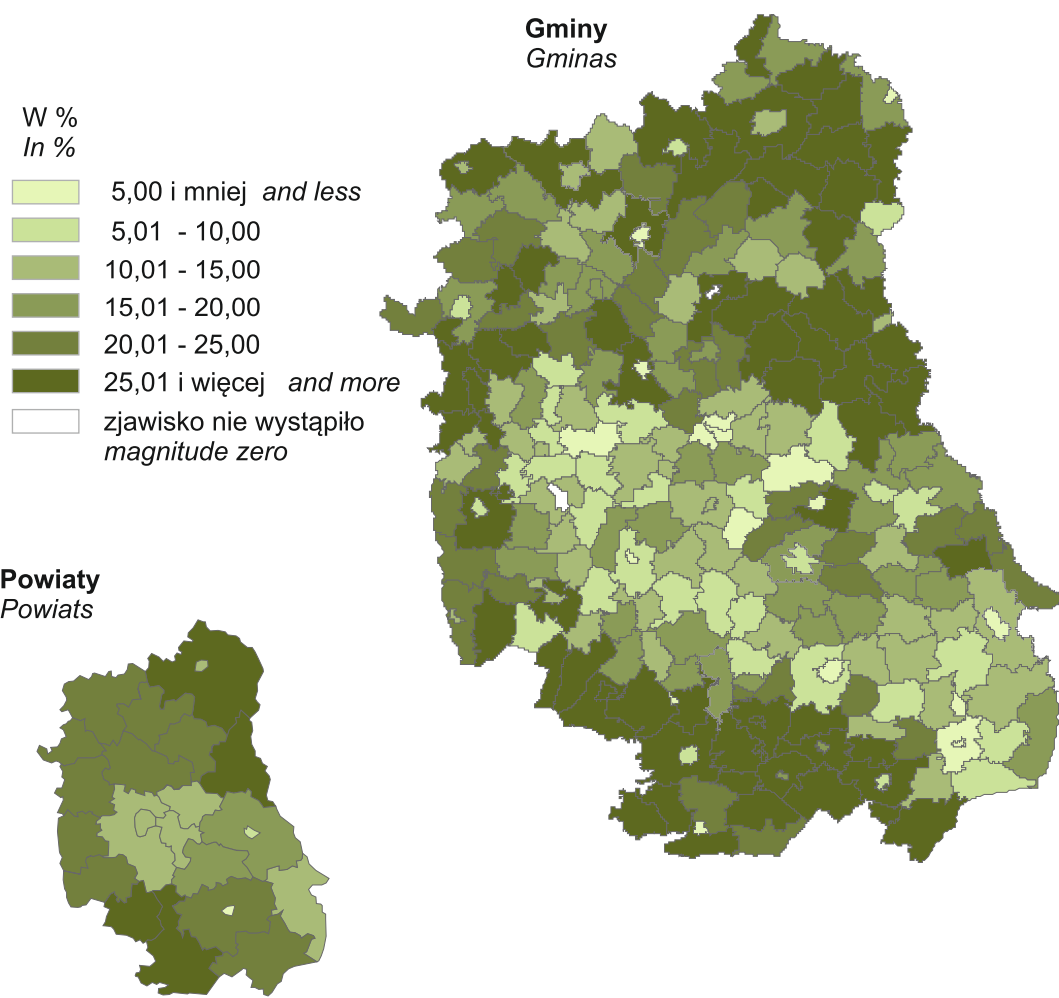 Gminy
Gminas
W %
In %
5,00 i mniej and less
5,01 - 10,00
10,01 - 15,00
15,01 - 20,00
20,01 - 25,00
25,01 i więcej and more
zjawisko nie wystąpiło
magnitude zero
Powiaty
Powiats